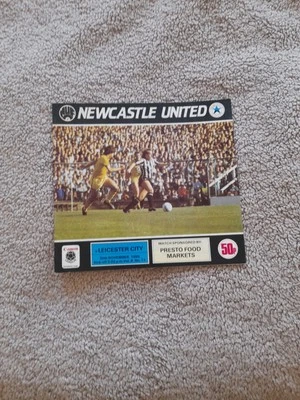 NEWCASTLE UNITED
LEICESTER CITY
MATCH SPONSORED BY:
PRESTO FOOD
MARKETS
50p